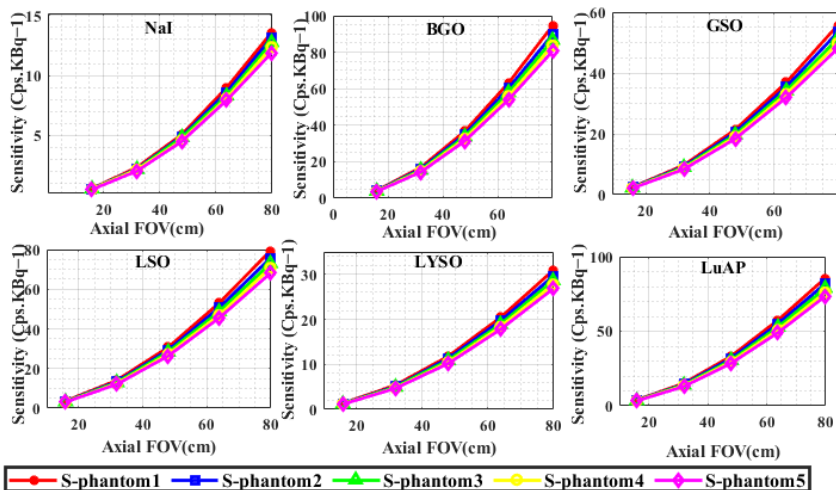 NaI
Sensitivity (Cps.KBq−1)
15
10
5
20
40
60
80
Axial FOV(cm)
BGO
Sensitivity (Cps.KBq−1)
100
80
60
40
20
0
0
20
40
60
80
Axial FOV(cm)
GSO
Sensitivity (Cps.KBq−1)
60
40
20
0
20
40
60
Axial FOV(cm)
LSO
Sensitivity (Cps.KBq−1)
80
60
40
20
0
20
40
60
80
Axial FOV(cm)
LYSO
Sensitivity (Cps.KBq−1)
30
20
10
0
20
40
60
80
Axial FOV(cm)
LuAP
Sensitivity (Cps.KBq−1)
100
50
0
20
40
60
80
Axial FOV(cm)
S-phantom1 S-phantom2 S-phantom3 S-phantom4 S-phantom5